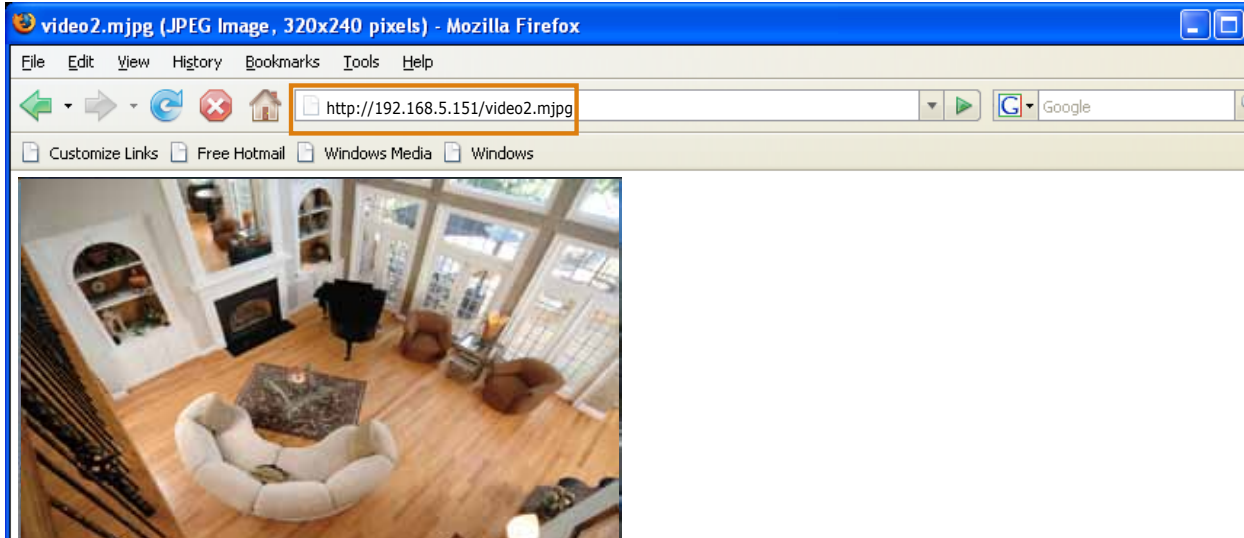 video2.mjpg (JPEG Image, 320x240 pixels) - Mozilla Firefox
File Edit View History Bookmarks Tools Help
http://192.168.5.151/video2.mjpg G Google
Customize Links Free Hotmail Windows Media Windows